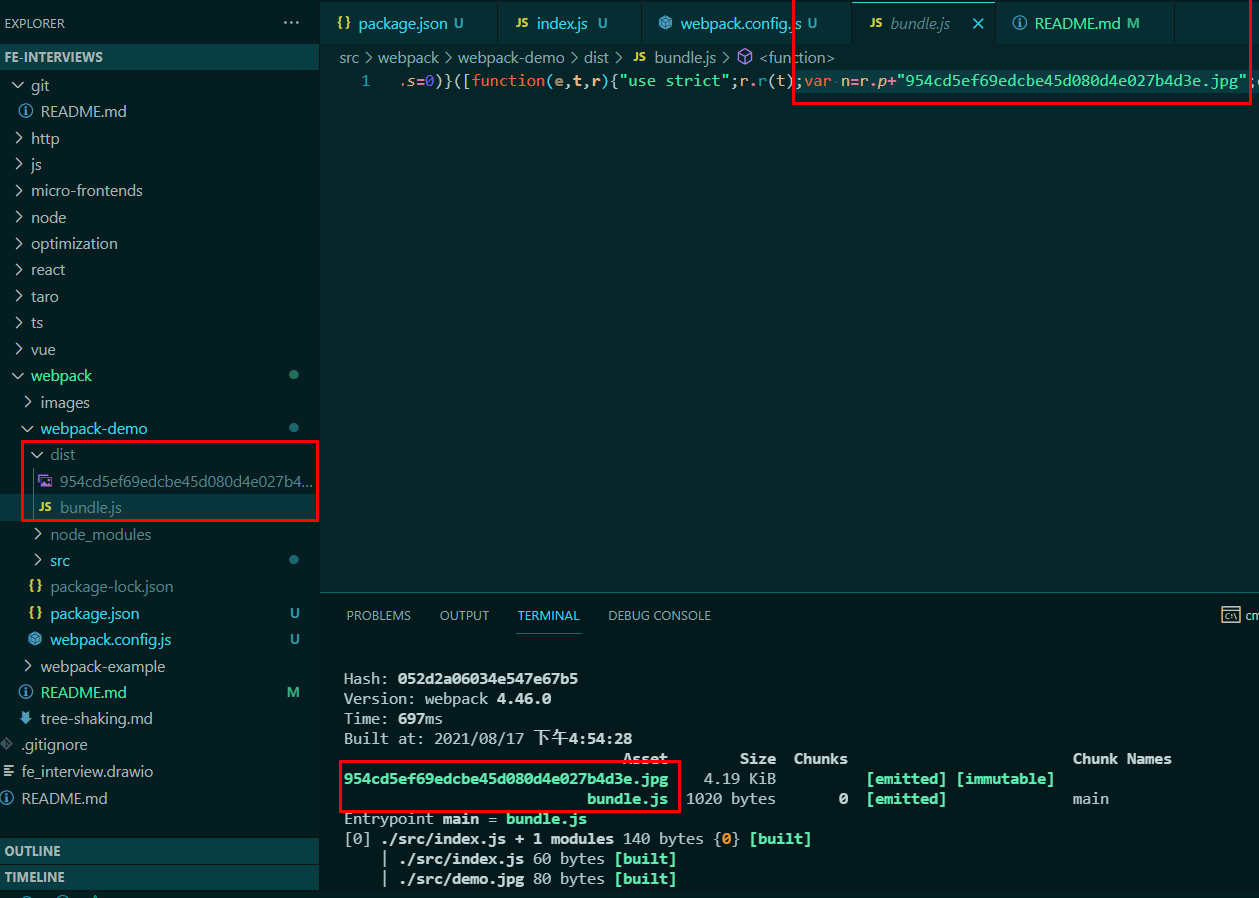 EXPLORER
FE-INTERVIEWS
git
README.md
http
js
micro-frontends
node
optimization
react
taro
ts
vue
webpack
images
webpack-demo
dist
954cd5ef69edcbe45d080d4e027b4...
JS bundle.js
node_modules
src
{} package-lock.json
{} package.json U
webpack.config.js U
webpack-example
README.md M
tree-shaking.md
.gitignore
fe_interview.drawio
README.md
OUTLINE
TIMELINE
{} package.json U JS index.js U webpack.config.js U JS bundle.js README.md M
src > webpack > webpack-demo > dist > JS bundle.js > <function>
1 .s=0)}([function(e,t,r){"use strict";r.r(t);var n=r.p+"954cd5ef69edcbe45d080d4e027b4d3e.jpg";
PROBLEMS OUTPUT TERMINAL DEBUG CONSOLE
Hash: 052d2a06034e547e67b5
Version: webpack 4.46.0
Time: 697ms
Built at: 2021/08/17 下午4:54:28
Asset Size Chunks Chunk Names
954cd5ef69edcbe45d080d4e027b4d3e.jpg 4.19 KiB [emitted] [immutable]
bundle.js 1020 bytes 0 [emitted] main
Entrypoint main = bundle.js
[0] ./src/index.js + 1 modules 140 bytes {0} [built]
| ./src/index.js 60 bytes [built]
| ./src/demo.jpg 80 bytes [built]